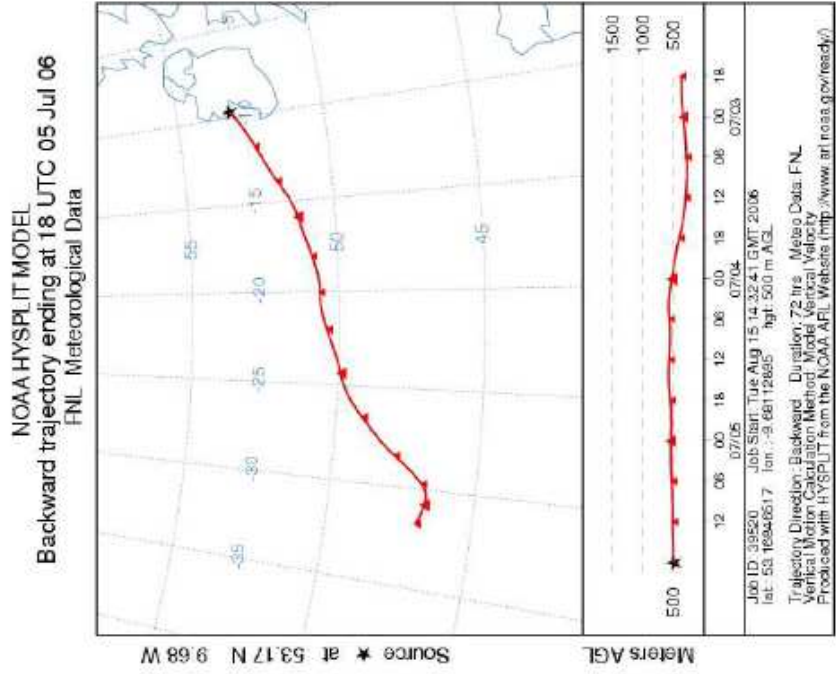 NOAA HYSPLIT MODEL
Backward trajectory ending at 18 UTC 05 Jul 06
FNL Meteorological Data
Source ★ at 53.17 N 9.68 W
-5
-10
-15
-20
-25
-30
-35
55
50
45
Meters AGL
500
1500
1000
500
12 06 00 18 12 06 00 18 12 06 00 18
07/05 07/04 07/03
Job ID: 39520 Job Start: Tue Aug 15 14:32:41 GMT 2006
lat.: 53.16946517 lon.: -9.68112895 hgt: 500 m AGL
Trajectory Direction: Backward Duration: 72 hrs Meteo Data: FNL
Vertical Motion Calculation Method: Model Vertical Velocity
Produced with HYSPLIT from the NOAA ARL Website (http://www.arl.noaa.gov/ready/)